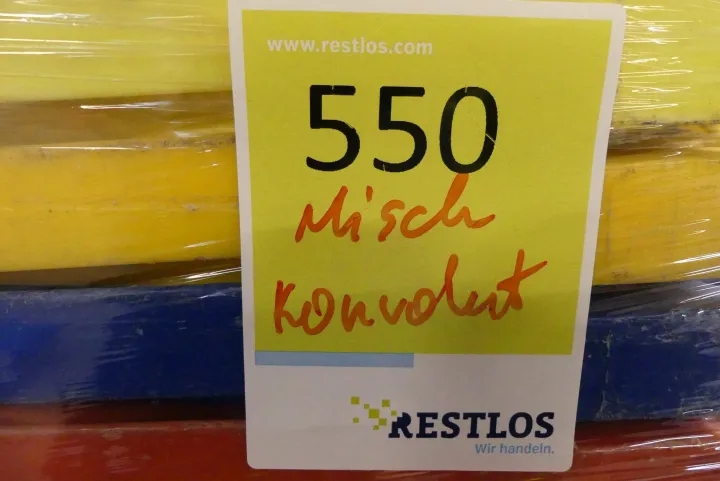 www.restlos.com
550
Misch
Konvolut
RESTLOS
Wir handeln.